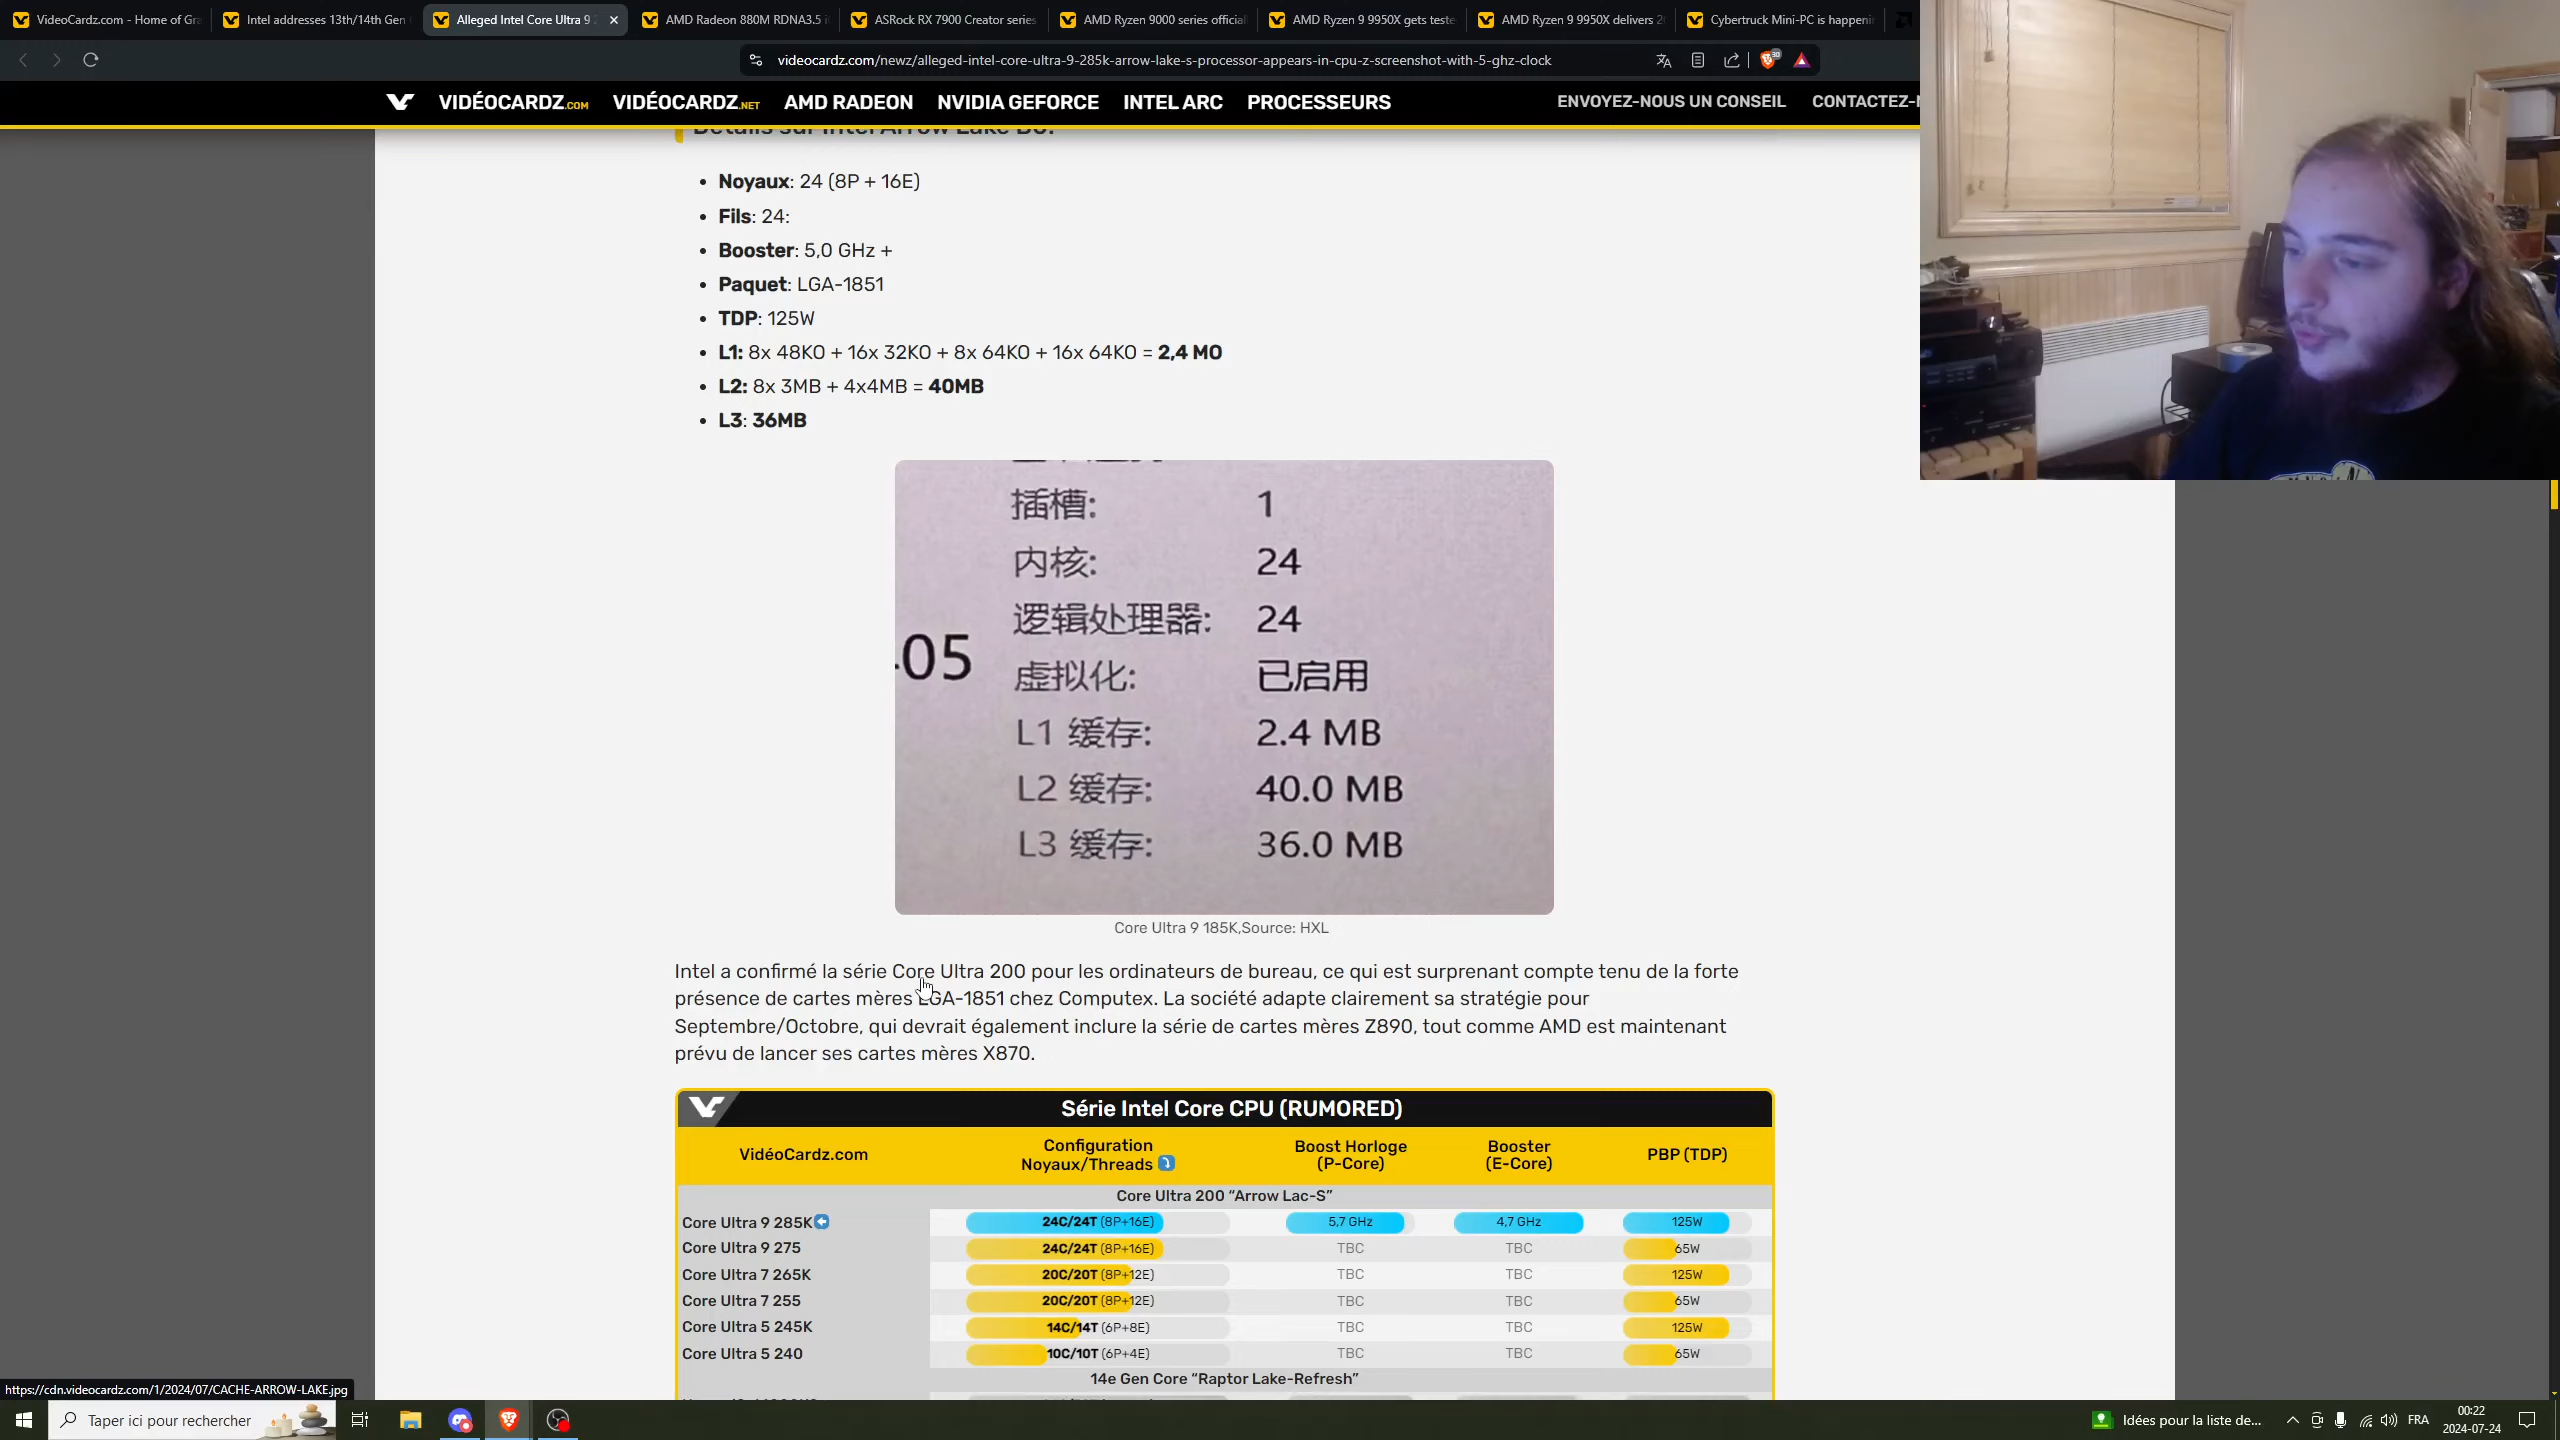 VideoCardz.com - Home of Gra
Intel addresses 13th/14th Gen
Alleged Intel Core Ultra 9 2
AMD Radeon 880M RDNA3.5 i
ASRock RX 7900 Creator series
AMD Ryzen 9000 series official
AMD Ryzen 9 9950X gets teste
AMD Ryzen 9 9950X delivers 2
Cybertruck Mini-PC is happenin
videocardz.com/newz/alleged-intel-core-ultra-9-285k-arrow-lake-s-processor-appears-in-cpu-z-screenshot-with-5-ghz-clock
VIDÉOCARDZ.COM
VIDÉOCARDZ.NET
AMD RADEON
NVIDIA GEFORCE
INTEL ARC
PROCESSEURS
ENVOYEZ-NOUS UN CONSEIL
CONTACTEZ-N
Détails sur Intel Arrow Lake B0:
Noyaux: 24 (8P + 16E)
Fils: 24:
Booster: 5,0 GHz +
Paquet: LGA-1851
TDP: 125W
L1: 8x 48KO + 16x 32KO + 8x 64KO + 16x 64KO = 2,4 MO
L2: 8x 3MB + 4x4MB = 40MB
L3: 36MB
插槽: 1
内核: 24
逻辑处理器: 24
05
虚拟化: 已启用
L1 缓存: 2.4 MB
L2 缓存: 40.0 MB
L3 缓存: 36.0 MB
Core Ultra 9 185K,Source: HXL
Intel a confirmé la série Core Ultra 200 pour les ordinateurs de bureau, ce qui est surprenant compte tenu de la forte
présence de cartes mères LGA-1851 chez Computex. La société adapte clairement sa stratégie pour
Septembre/Octobre, qui devrait également inclure la série de cartes mères Z890, tout comme AMD est maintenant
prévu de lancer ses cartes mères X870.
Série Intel Core CPU (RUMORED)
VidéoCardz.com
Configuration
Noyaux/Threads
Boost Horloge
(P-Core)
Booster
(E-Core)
PBP (TDP)
Core Ultra 200 “Arrow Lac-S”
Core Ultra 9 285K 24C/24T (8P+16E) 5,7 GHz 4,7 GHz 125W
Core Ultra 9 275 24C/24T (8P+16E) TBC TBC 65W
Core Ultra 7 265K 20C/20T (8P+12E) TBC TBC 125W
Core Ultra 7 255 20C/20T (8P+12E) TBC TBC 65W
Core Ultra 5 245K 14C/14T (6P+8E) TBC TBC 125W
Core Ultra 5 240 10C/10T (6P+4E) TBC TBC 65W
14e Gen Core “Raptor Lake-Refresh”
https://cdn.videocardz.com/1/2024/07/CACHE-ARROW-LAKE.jpg
Taper ici pour rechercher
Idées pour la liste de...
FRA
00:22
2024-07-24